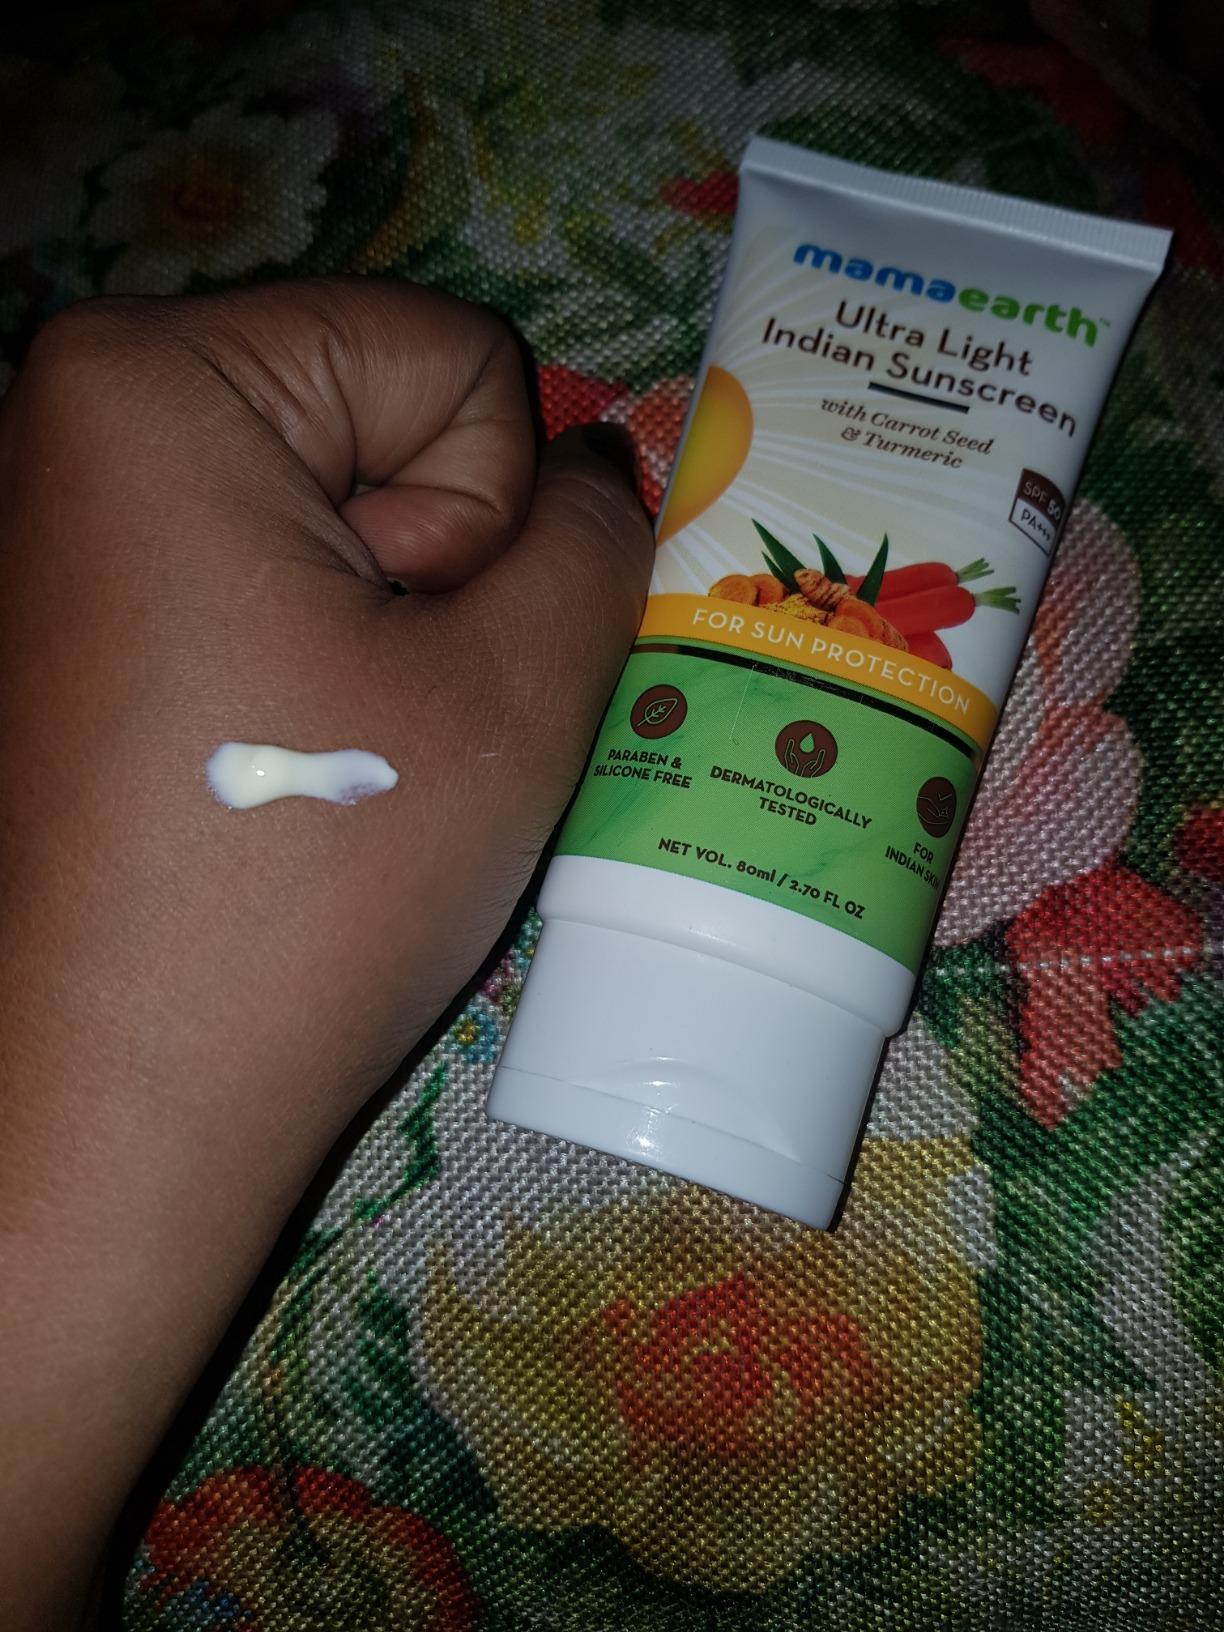 mamaearth™
Ultra Light
Indian Sunscreen
with Carrot Seed
& Turmeric
SPF 50
PA+++
FOR SUN PROTECTION
PARABEN &
SILICONE FREE
DERMATOLOGICALLY
TESTED
FOR
INDIAN SKIN
NET VOL. 80ml / 2.70 FL OZ